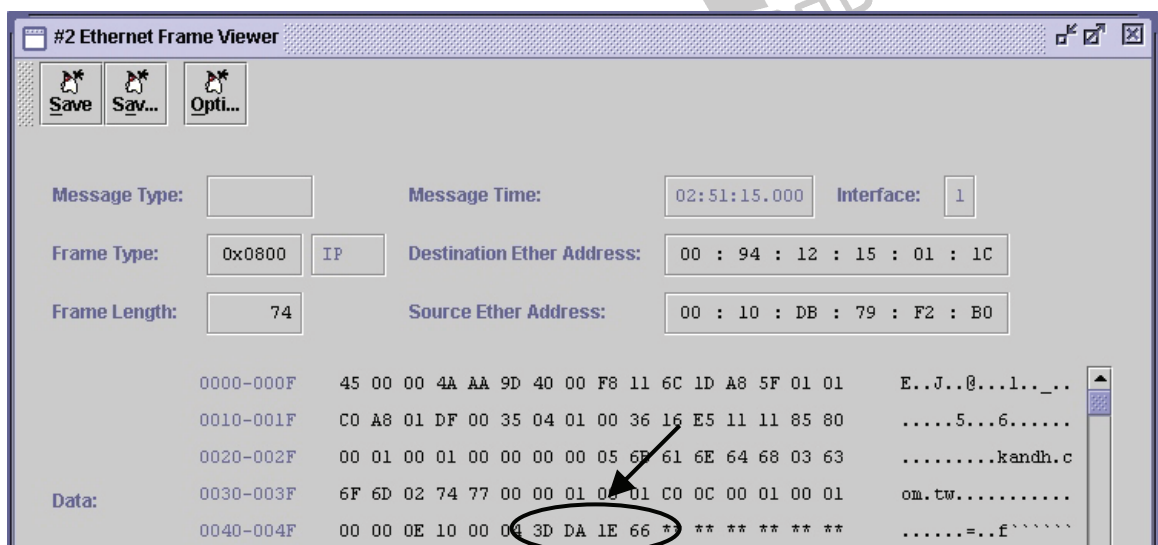 #2 Ethernet Frame Viewer
Save Sav... Opti...
Message Type: Message Time: 02:51:15.000 Interface: 1
Frame Type: 0x0800 IP Destination Ether Address: 00 : 94 : 12 : 15 : 01 : 1C
Frame Length: 74 Source Ether Address: 00 : 10 : DB : 79 : F2 : B0
0000-000F 45 00 00 4A AA 9D 40 00 F8 11 6C 1D A8 5F 01 01 E..J..@...l.._..
0010-001F C0 A8 01 DF 00 35 04 01 00 36 16 E5 11 11 85 80 .....5...6......
0020-002F 00 01 00 01 00 00 00 00 05 6B 61 6E 64 68 03 63 .........kandh.c
Data: 0030-003F 6F 6D 02 74 77 00 00 01 00 01 C0 0C 00 01 00 01 om.tw...........
0040-004F 00 00 0E 10 00 04 3D DA 1E 66 ** ** ** ** ** ** ......=..f``````